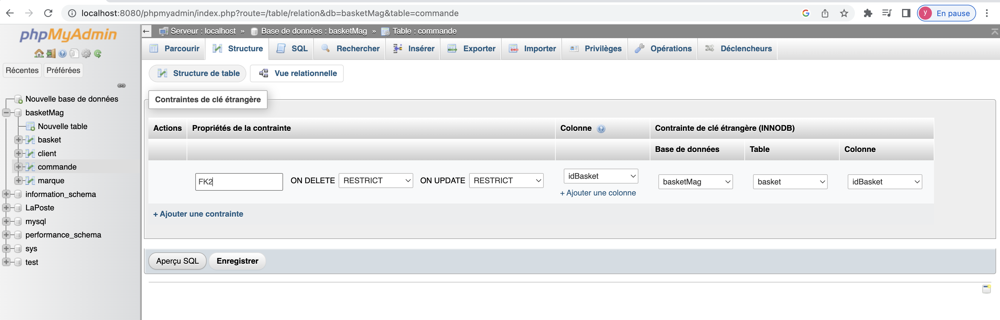 localhost:8080/phpmyadmin/index.php?route=/table/relation&db=basketMag&table=commande
y En pause
phpMyAdmin
Serveur : localhost » Base de données : basketMag » Table : commande
Parcourir Structure SQL Rechercher Insérer Exporter Importer Privilèges Opérations Déclencheurs
Récentes Préférées
Structure de table Vue relationnelle
Nouvelle base de données
basketMag
Nouvelle table
basket
client
commande
marque
information_schema
LaPoste
mysql
performance_schema
sys
test
Contraintes de clé étrangère
Actions Propriétés de la contrainte Colonne Contrainte de clé étrangère (INNODB)
Base de données Table Colonne
FK2 ON DELETE RESTRICT ON UPDATE RESTRICT idBasket basketMag basket idBasket
+ Ajouter une colonne
+ Ajouter une contrainte
Aperçu SQL Enregistrer